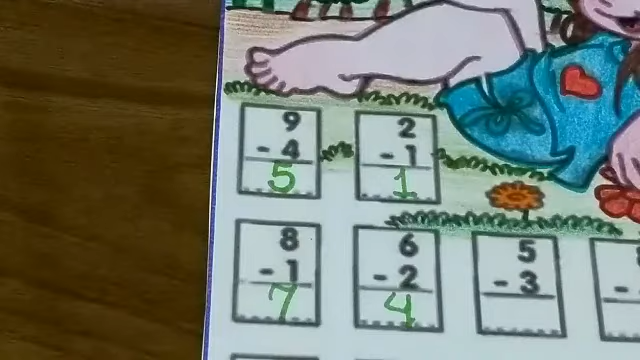 9 2
- 4 - 1
5 1
8 6 5
- 1 - 2 - 3
7 4